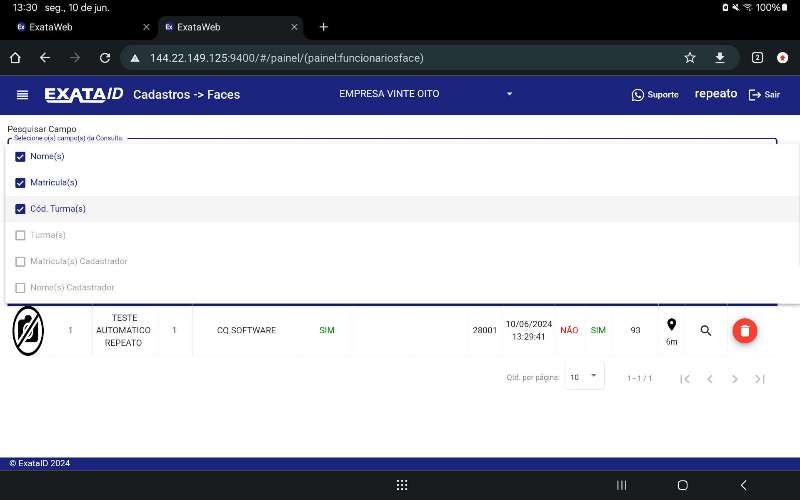 13:30 seg., 10 de jun. 100%
ExataWeb
ExataWeb
144.22.149.125:9400/#/painel/(painel:funcionariosface)
2
EXATAID Cadastros -> Faces EMPRESA VINTE OITO Suporte repeato Sair
Pesquisar Campo
Selecione o(s) campo(s) da Consulta
Nome(s)
Matricula(s)
Cód. Turma(s)
Turma(s)
Matricula(s) Cadastrador
Nome(s) Cadastrador
1 TESTE AUTOMATICO REPEATO 1 CQ.SOFTWARE SIM 28001 10/06/2024 13:29:41 NÃO SIM 93 6m
Qtd. por página: 10 1 - 1 / 1
© ExataID 2024